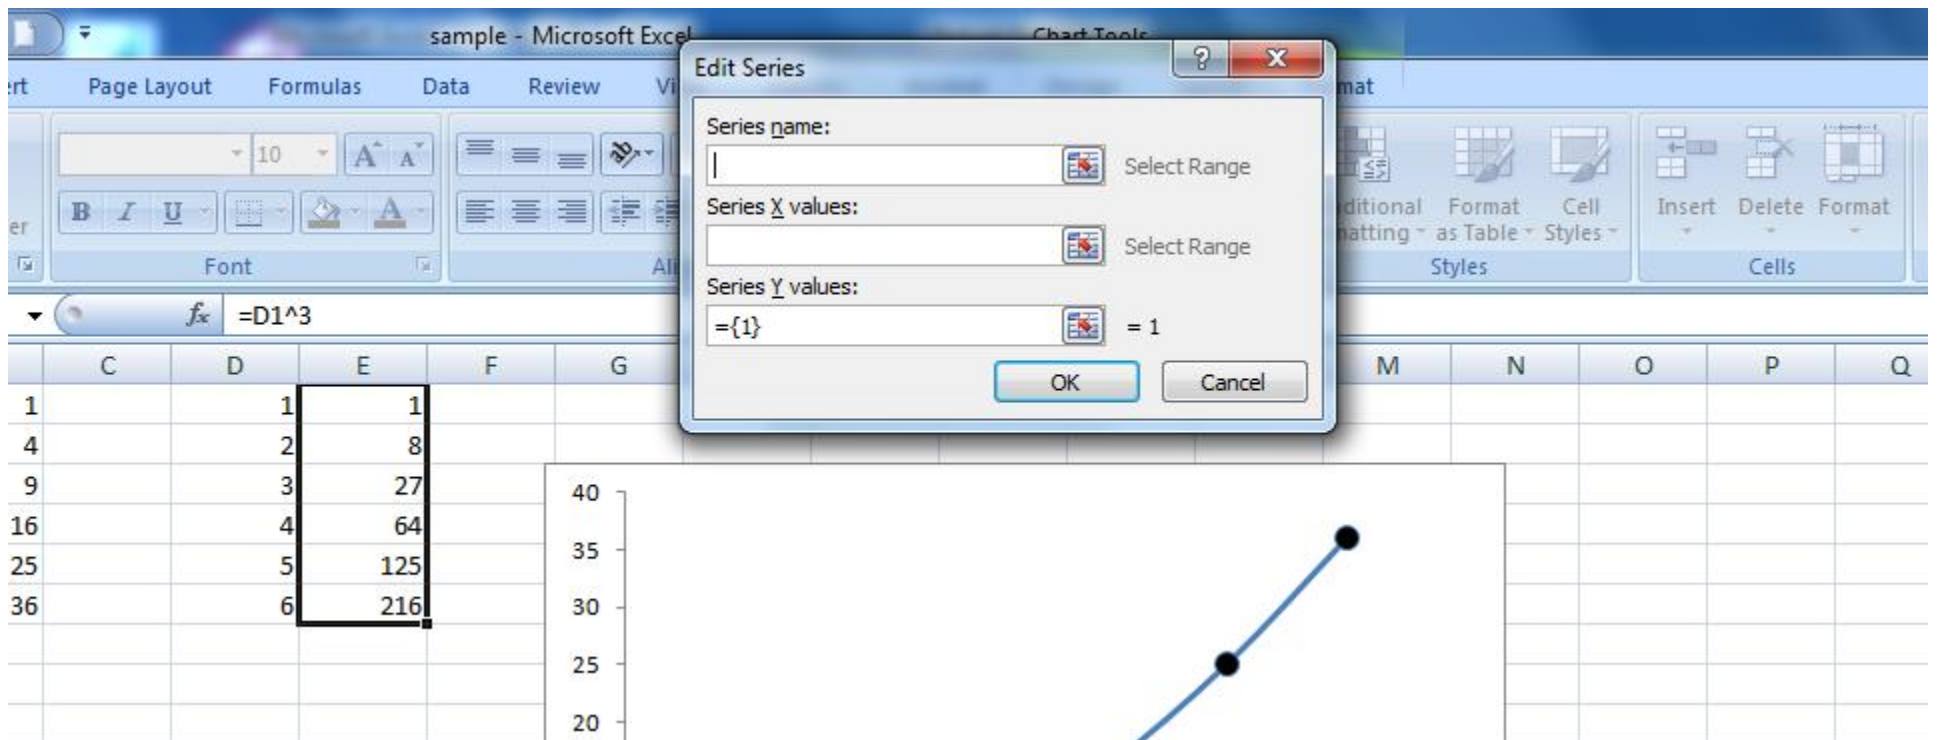 sample - Microsoft Excel
Chart Tools
Page Layout Formulas Data Review
Edit Series
?
X
Series name:
Select Range
Series X values:
Select Range
Series Y values:
={1}
= 1
OK Cancel
10
A A
B I U
A
Font
Format as Table
Cell Styles
Styles
Insert Delete Format
Cells
fx =D1^3
C D E F G M N O P Q
1 1 1
4 2 8
9 3 27
16 4 64
25 5 125
36 6 216
40
35
30
25
20